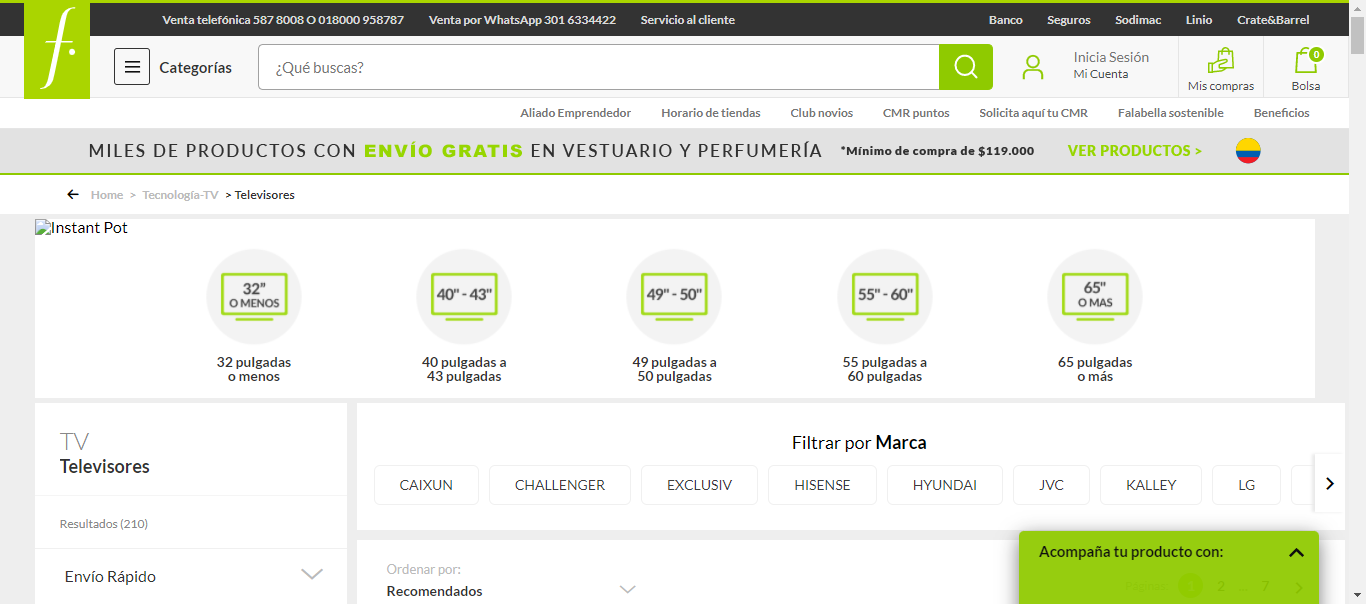 Venta telefónica 587 8008 O 018000 958787 Venta por WhatsApp 301 6334422 Servicio al cliente Banco Seguros Sodimac Linio Crate&Barrel
f.
Categorías ¿Qué buscas? Inicia Sesión
Mi Cuenta
Mis compras
0
Bolsa
Aliado Emprendedor Horario de tiendas Club novios CMR puntos Solicita aquí tu CMR Falabella sostenible Beneficios
MILES DE PRODUCTOS CON ENVÍO GRATIS EN VESTUARIO Y PERFUMERÍA *Mínimo de compra de $119.000 VER PRODUCTOS >
Home > Tecnología-TV > Televisores
Instant Pot
32" O MENOS
40" - 43"
49" - 50"
55" - 60"
65" O MAS
32 pulgadas o menos
40 pulgadas a 43 pulgadas
49 pulgadas a 50 pulgadas
55 pulgadas a 60 pulgadas
65 pulgadas o más
TV
Televisores
Resultados (210)
Envío Rápido
Filtrar por Marca
CAIXUN CHALLENGER EXCLUSIV HISENSE HYUNDAI JVC KALLEY LG
Ordenar por:
Recomendados
Acompaña tu producto con:
2 ... 7